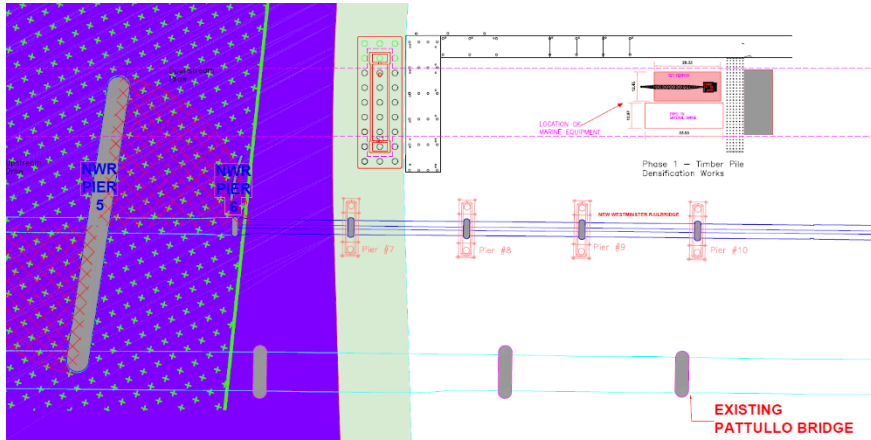 NWR
PIER
5
NWR
PIER
6
LOCATION OF
MARINE EQUIPMENT
Phase 1 — Timber Pile
Densification Works
NEW WESTMINSTER RAILBRIDGE
Pier #7
Pier #8
Pier #9
Pier #10
EXISTING
PATTULLO BRIDGE